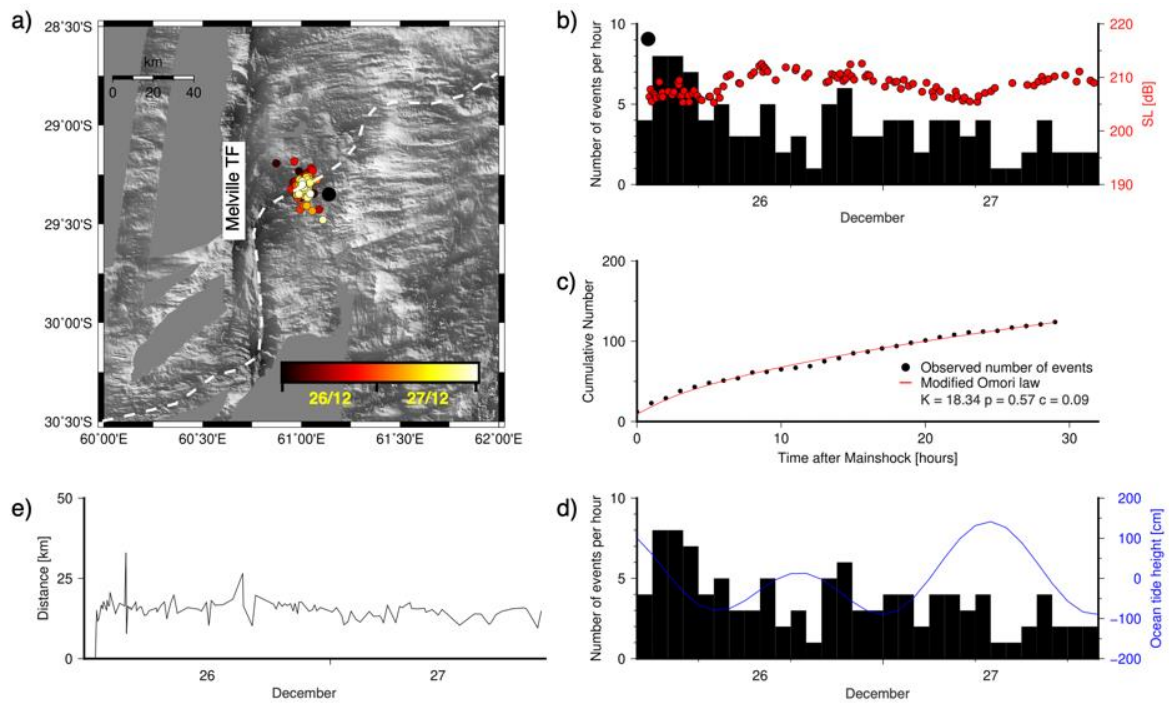 a)
28°30'S
29°00'S
29°30'S
30°00'S
30°30'S
60°00'E
60°30'E
61°00'E
61°30'E
62°00'E
km
0 20 40
Melville TF
26/12
27/12
b)
Number of events per hour
10
5
0
220
210
200
190
SL [dB]
26
27
December
c)
Cumulative Number
200
100
0
0
10
20
30
Time after Mainshock [hours]
Observed number of events
Modified Omori law
K = 18.34 p = 0.57 c = 0.09
e)
Distance [km]
50
25
0
26
27
December
d)
Number of events per hour
10
5
0
200
100
0
−100
−200
Ocean tide height [cm]
26
27
December